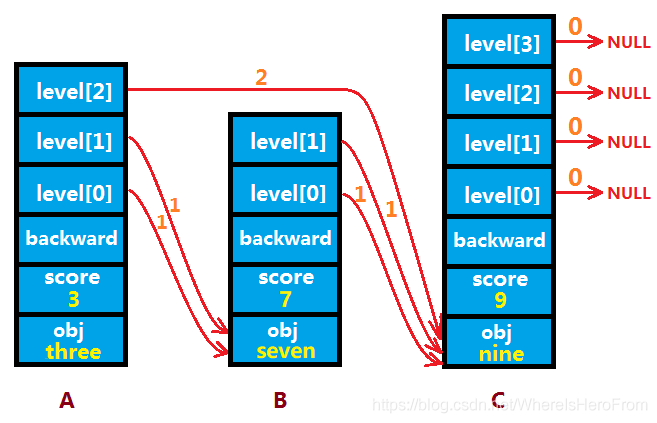 level[2]
level[1]
level[0]
backward
score
3
obj
three
A
2
1
1
level[1]
level[0]
backward
score
7
obj
seven
B
1
1
level[3]
level[2]
level[1]
level[0]
backward
score
9
obj
nine
C
0
NULL
0
NULL
0
NULL
0
NULL
https://blog.csdn.net/WhereIsHeroFrom